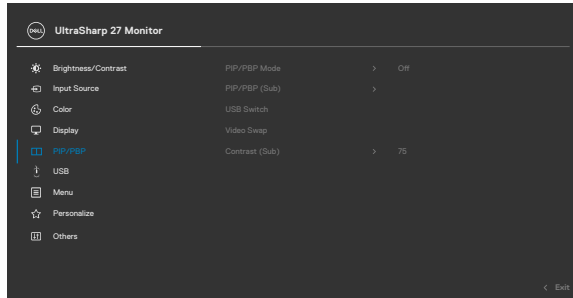 DELL UltraSharp 27 Monitor
Brightness/Contrast PIP/PBP Mode > Off
Input Source PIP/PBP (Sub) >
Color USB Switch
Display Video Swap
PIP/PBP Contrast (Sub) > 75
USB
Menu
Personalize
Others
< Exit